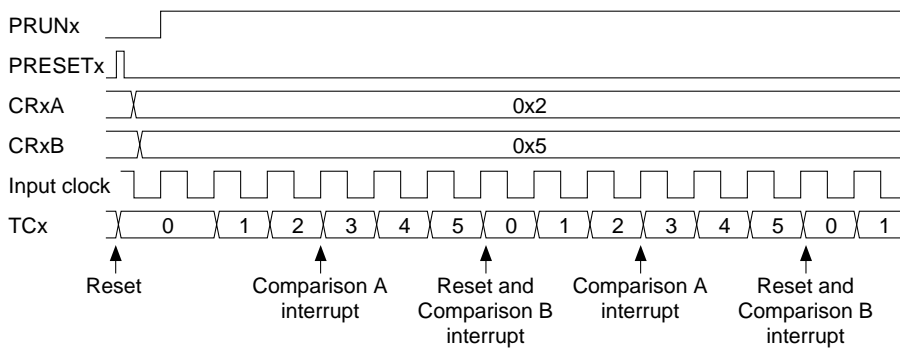 PRUNx
PRESETx
CRxA 0x2
CRxB 0x5
Input clock
TCx 0 1 2 3 4 5 0 1 2 3 4 5 0 1
Reset Comparison A Reset and Comparison A Reset and
interrupt Comparison B interrupt Comparison B
interrupt interrupt